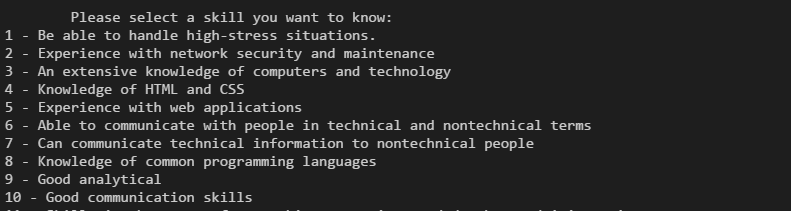 Please select a skill you want to know:
1 - Be able to handle high-stress situations.
2 - Experience with network security and maintenance
3 - An extensive knowledge of computers and technology
4 - Knowledge of HTML and CSS
5 - Experience with web applications
6 - Able to communicate with people in technical and nontechnical terms
7 - Can communicate technical information to nontechnical people
8 - Knowledge of common programming languages
9 - Good analytical
10 - Good communication skills